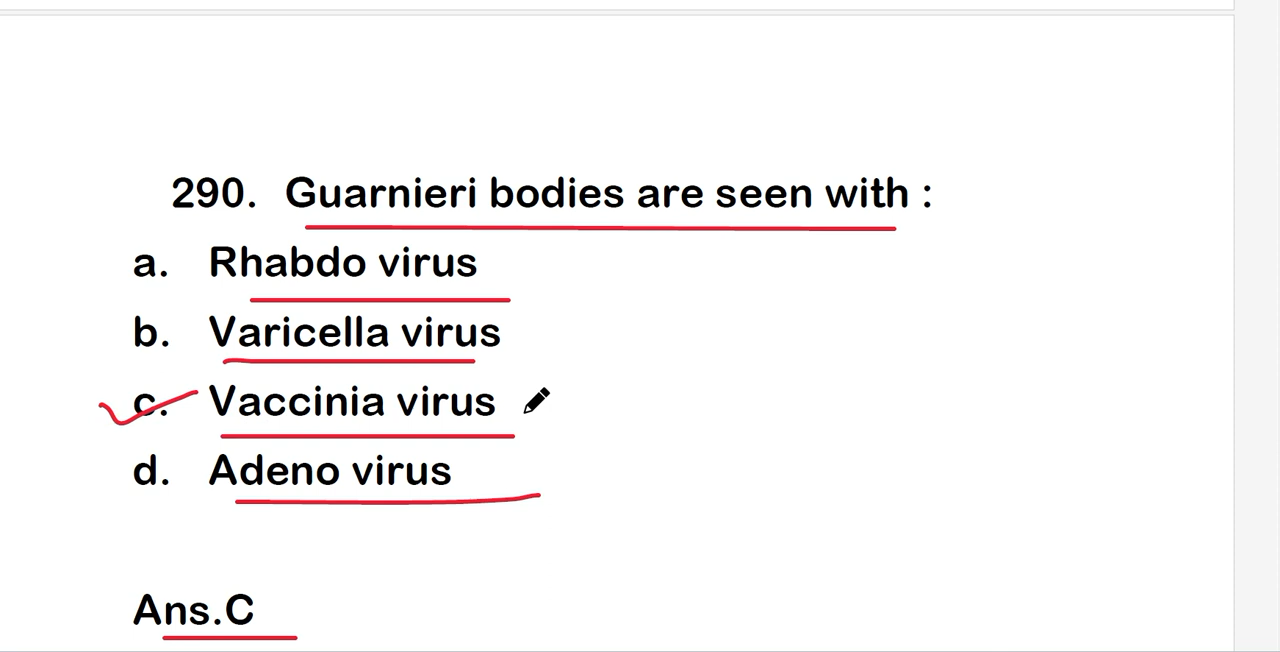 290. Guarnieri bodies are seen with :
a. Rhabdo virus
b. Varicella virus
c. Vaccinia virus
d. Adeno virus
Ans.C